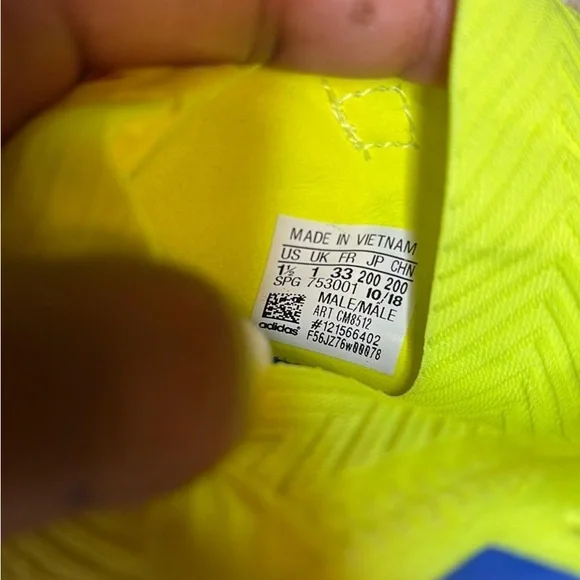 MADE IN VIETNAM
US UK FR JP CHN
1½ 1 33 200 200
SPG 753001 10/18
MALE/MALE
ART CM8512
#121566402
F56JZ76W00078
adidas